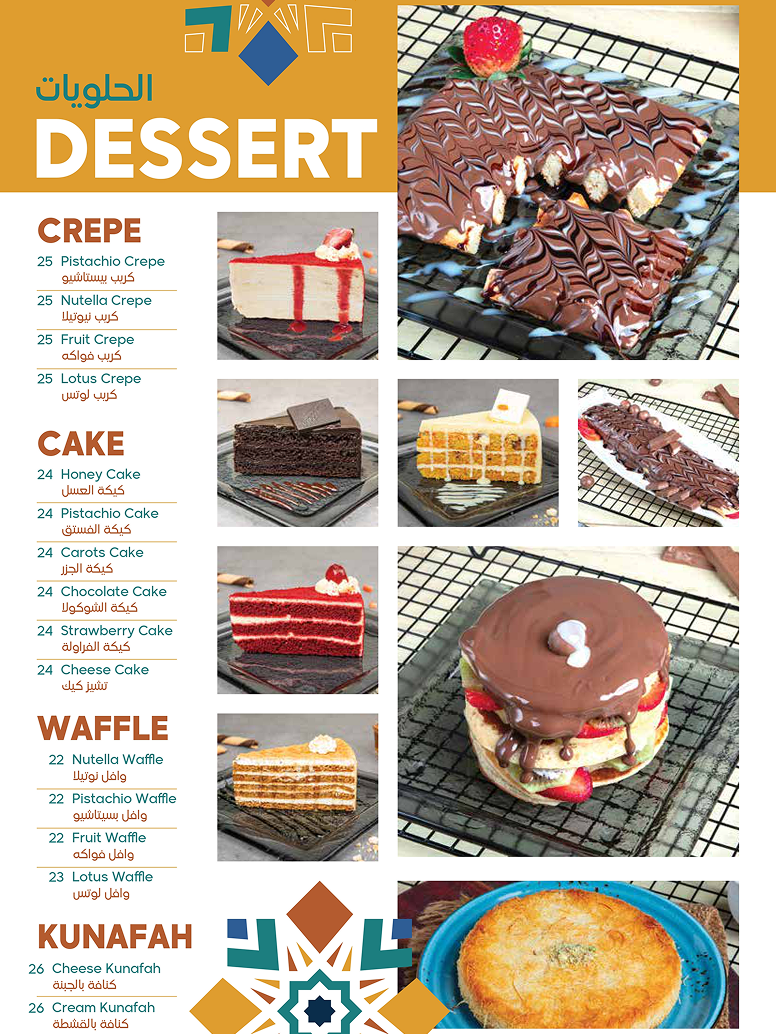 الحلويات
DESSERT
CREPE
25 Pistachio Crepe
كريب بيستاشيو
25 Nutella Crepe
كريب نيوتيلا
25 Fruit Crepe
كريب فواكه
25 Lotus Crepe
كريب لوتس
CAKE
24 Honey Cake
كيكة العسل
24 Pistachio Cake
كيكة الفستق
24 Carots Cake
كيكة الجزر
24 Chocolate Cake
كيكة الشوكولا
24 Strawberry Cake
كيكة الفراولة
24 Cheese Cake
تشيز كيك
WAFFLE
22 Nutella Waffle
وافل نوتيلا
22 Pistachio Waffle
وافل بسيتاشيو
22 Fruit Waffle
وافل فواكه
23 Lotus Waffle
وافل لوتس
KUNAFAH
26 Cheese Kunafah
كنافة بالجبنة
26 Cream Kunafah
كنافة بالقشطة